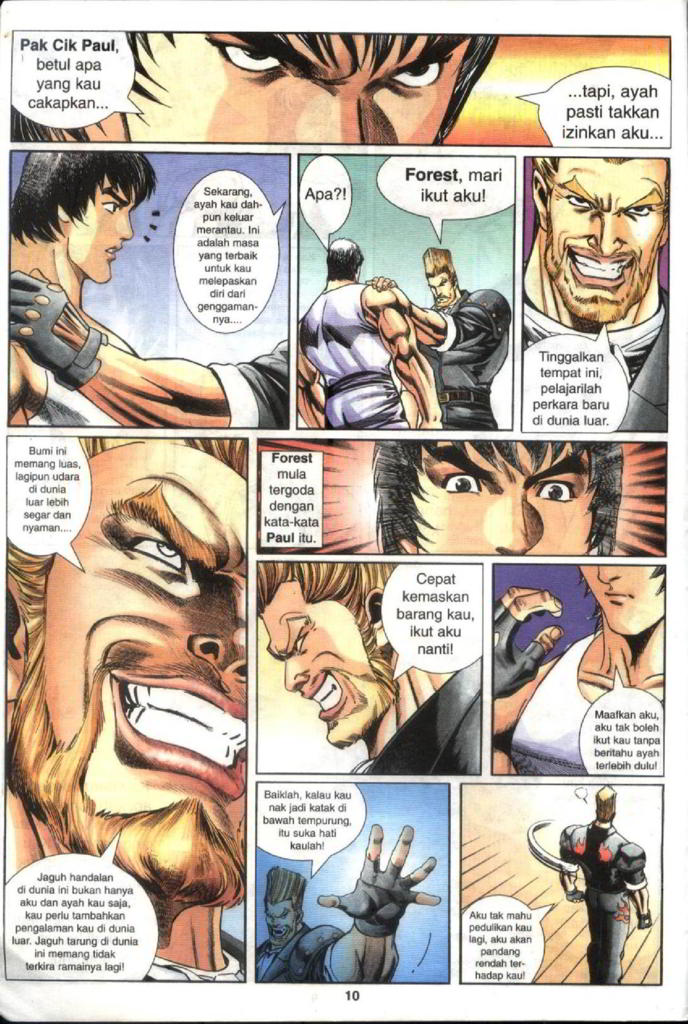 Pak Cik Paul,
betul apa
yang kau
cakapkan...
...tapi, ayah
pasti takkan
izinkan aku...
Sekarang,
ayah kau dah-
pun keluar
merantau. Ini
adalah masa
yang terbaik
untuk kau
melepaskan
diri dari
genggaman-
nya....
Apa?!
Forest, mari
ikut aku!
Tinggalkan
tempat ini,
pelajarilah
perkara baru
di dunia luar.
Bumi ini
memang luas,
lagipun udara
di dunia
luar lebih
segar dan
nyaman....
Jaguh handalan
di dunia ini bukan hanya
aku dan ayah kau saja,
kau perlu tambahkan
pengalaman kau di dunia
luar. Jaguh tarung di dunia
ini memang tidak
terkira ramainya lagi!
Forest
mula
tergoda
dengan
kata-kata
Paul itu.
Cepat
kemaskan
barang kau,
ikut aku
nanti!
Maafkan aku,
aku tak boleh
ikut kau tanpa
beritahu ayah
terlebih dulu!
Baiklah, kalau kau
nak jadi katak di
bawah tempurung,
itu suka hati
kaulah!
Aku tak mahu
pedulikan kau
lagi, aku akan
pandang
rendah ter-
hadap kau!
10